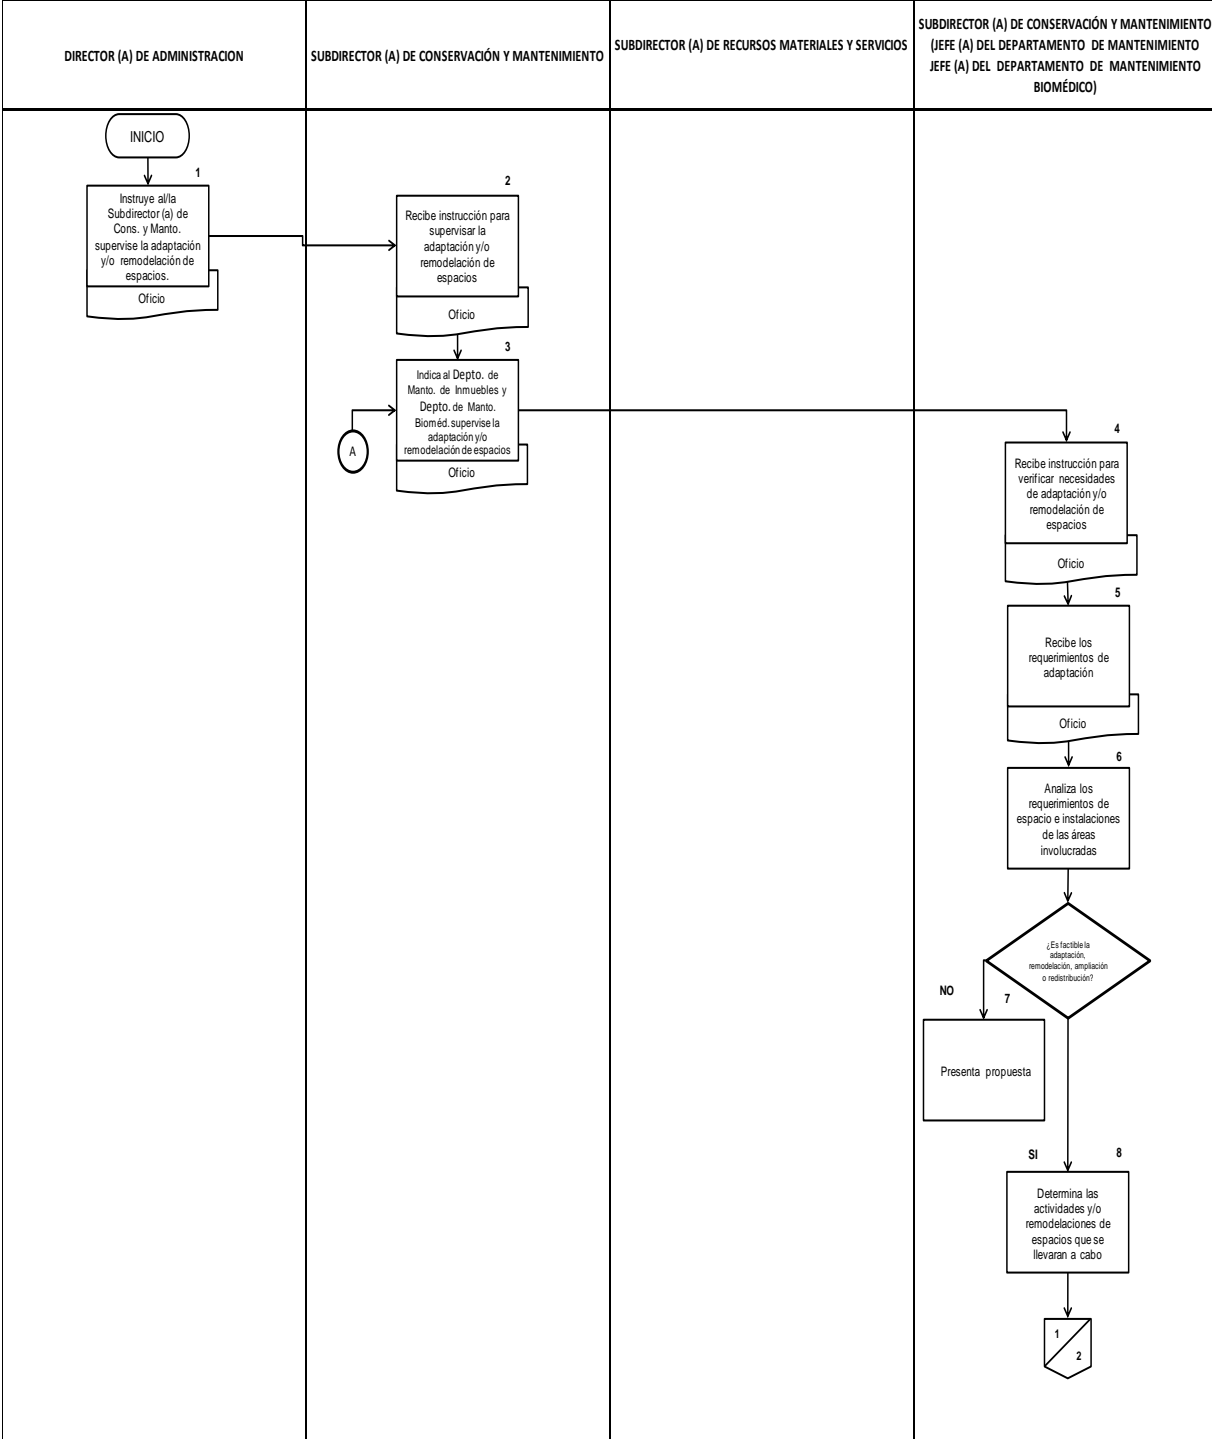 DIRECTOR (A) DE ADMINISTRACION
SUBDIRECTOR (A) DE CONSERVACIÓN Y MANTENIMIENTO
SUBDIRECTOR (A) DE RECURSOS MATERIALES Y SERVICIOS
SUBDIRECTOR (A) DE CONSERVACIÓN Y MANTENIMIENTO
(JEFE (A) DEL DEPARTAMENTO DE MANTENIMIENTO
JEFE (A) DEL DEPARTAMENTO DE MANTENIMIENTO
BIOMÉDICO)
INICIO
1
Instruye al/la
Subdirector (a) de
Cons. y Manto.
supervise la adaptación
y/o remodelación de
espacios.
Oficio
2
Recibe instrucción para
supervisar la
adaptación y/o
remodelación de
espacios
Oficio
3
Indica al Depto. de
Manto. de Inmuebles y
Depto. de Manto.
Bioméd. supervise la
adaptación y/o
remodelación de espacios
Oficio
A
4
Recibe instrucción para
verificar necesidades
de adaptación y/o
remodelación de
espacios
Oficio
5
Recibe los
requerimientos de
adaptación
Oficio
6
Analiza los
requerimientos de
espacio e instalaciones
de las áreas
involucradas
¿Es factible la
adaptación,
remodelación, ampliación
o redistribución?
NO
7
Presenta propuesta
SI
8
Determina las
actividades y/o
remodelaciones de
espacios que se
llevaran a cabo
1
2